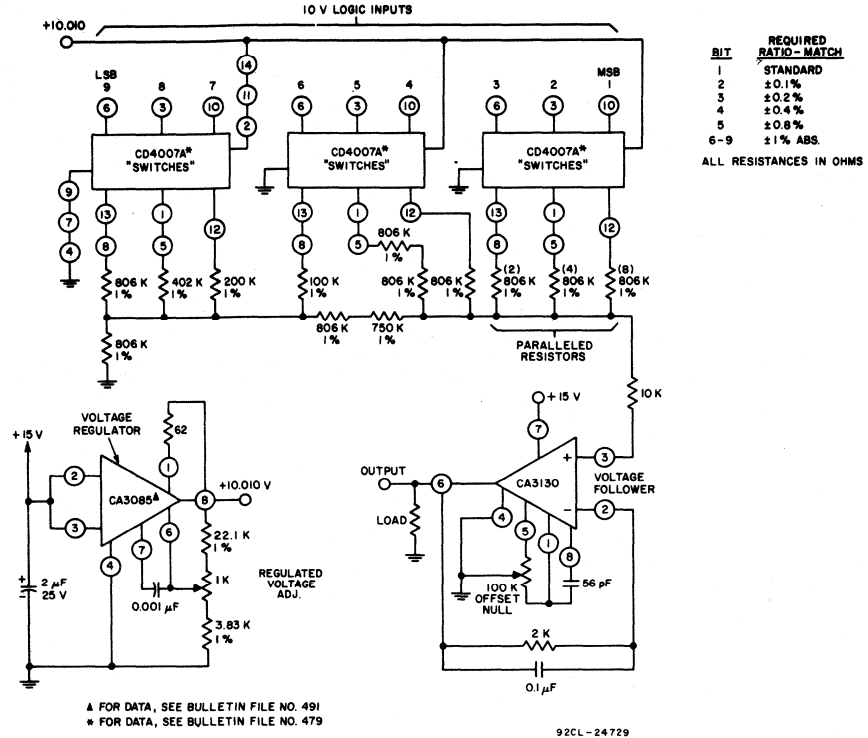 10 V LOGIC INPUTS
+10.010
LSB
9 8 7 6 5 4 3 2
MSB
1
6 3 10 6 3 10 6 3 10
14
11
2
CD4007A*
"SWITCHES"
CD4007A*
"SWITCHES"
CD4007A*
"SWITCHES"
9
7
4
13 1 12 13 1 12 13 1 12
8 5 8 5 8 5
806 K
1%
806 K
1%
402 K
1%
200 K
1%
100 K
1%
806 K
1%
806 K
1%
(2)
806 K
1%
(4)
806 K
1%
(8)
806 K
1%
806 K
1%
750 K
1%
PARALLELED
RESISTORS
806 K
1%
BIT REQUIRED RATIO-MATCH
1 STANDARD
2 ±0.1%
3 ±0.2%
4 ±0.4%
5 ±0.8%
6-9 ±1% ABS.
ALL RESISTANCES IN OHMS
+15 V
VOLTAGE
REGULATOR
62
1
2
3
CA3085▲
8
+10.010 V
7
6
4
22.1 K
1%
1K
REGULATED
VOLTAGE
ADJ.
0.001 µF
3.83 K
1%
+
-
2 µF
25 V
10 K
+15 V
7
OUTPUT
6
+
3
CA3130
VOLTAGE
FOLLOWER
-
2
LOAD
4
5
1
8
100 K
OFFSET
NULL
56 pF
2 K
0.1 µF
▲ FOR DATA, SEE BULLETIN FILE NO. 491
* FOR DATA, SEE BULLETIN FILE NO. 479
92CL-24729